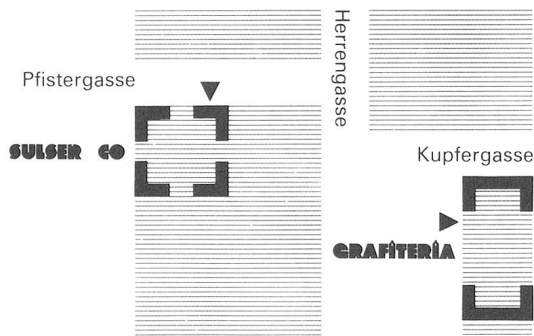 Herrengasse
Pfistergasse
SULSER CO
Kupfergasse
GRAFITERIA